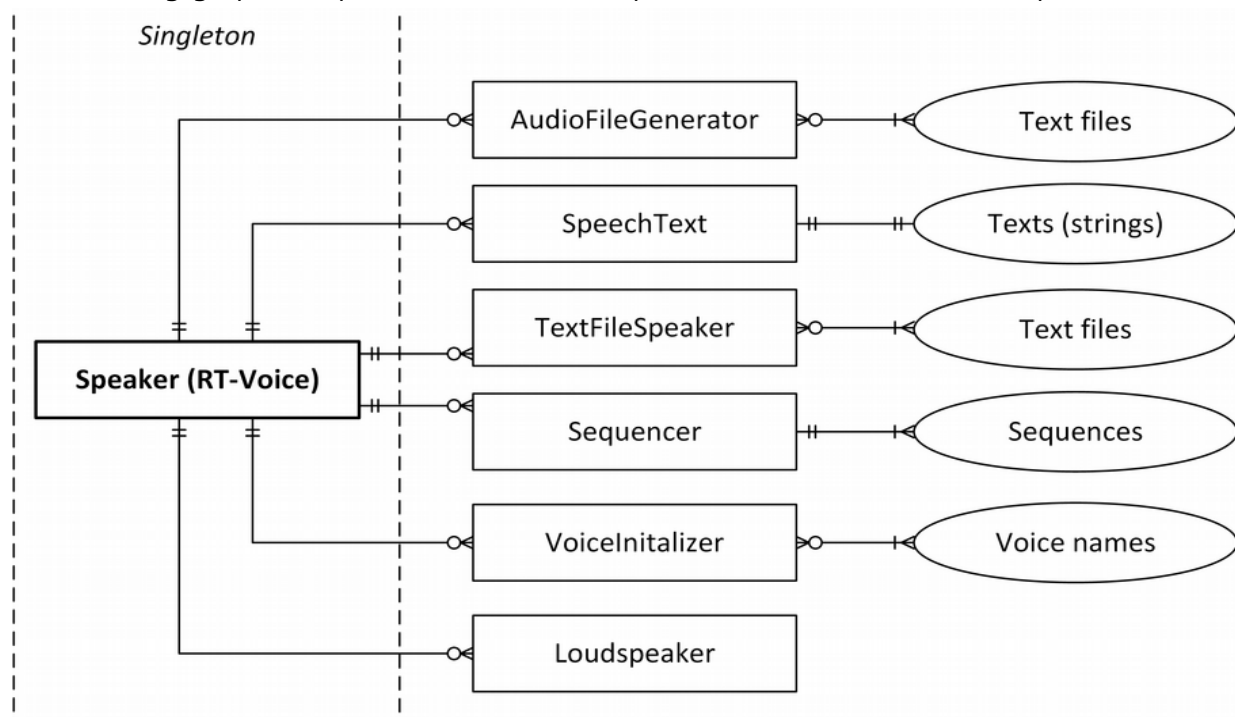 Singleton
AudioFileGenerator
Text files
SpeechText
Texts (strings)
TextFileSpeaker
Text files
Speaker (RT-Voice)
Sequencer
Sequences
VoiceInitalizer
Voice names
Loudspeaker